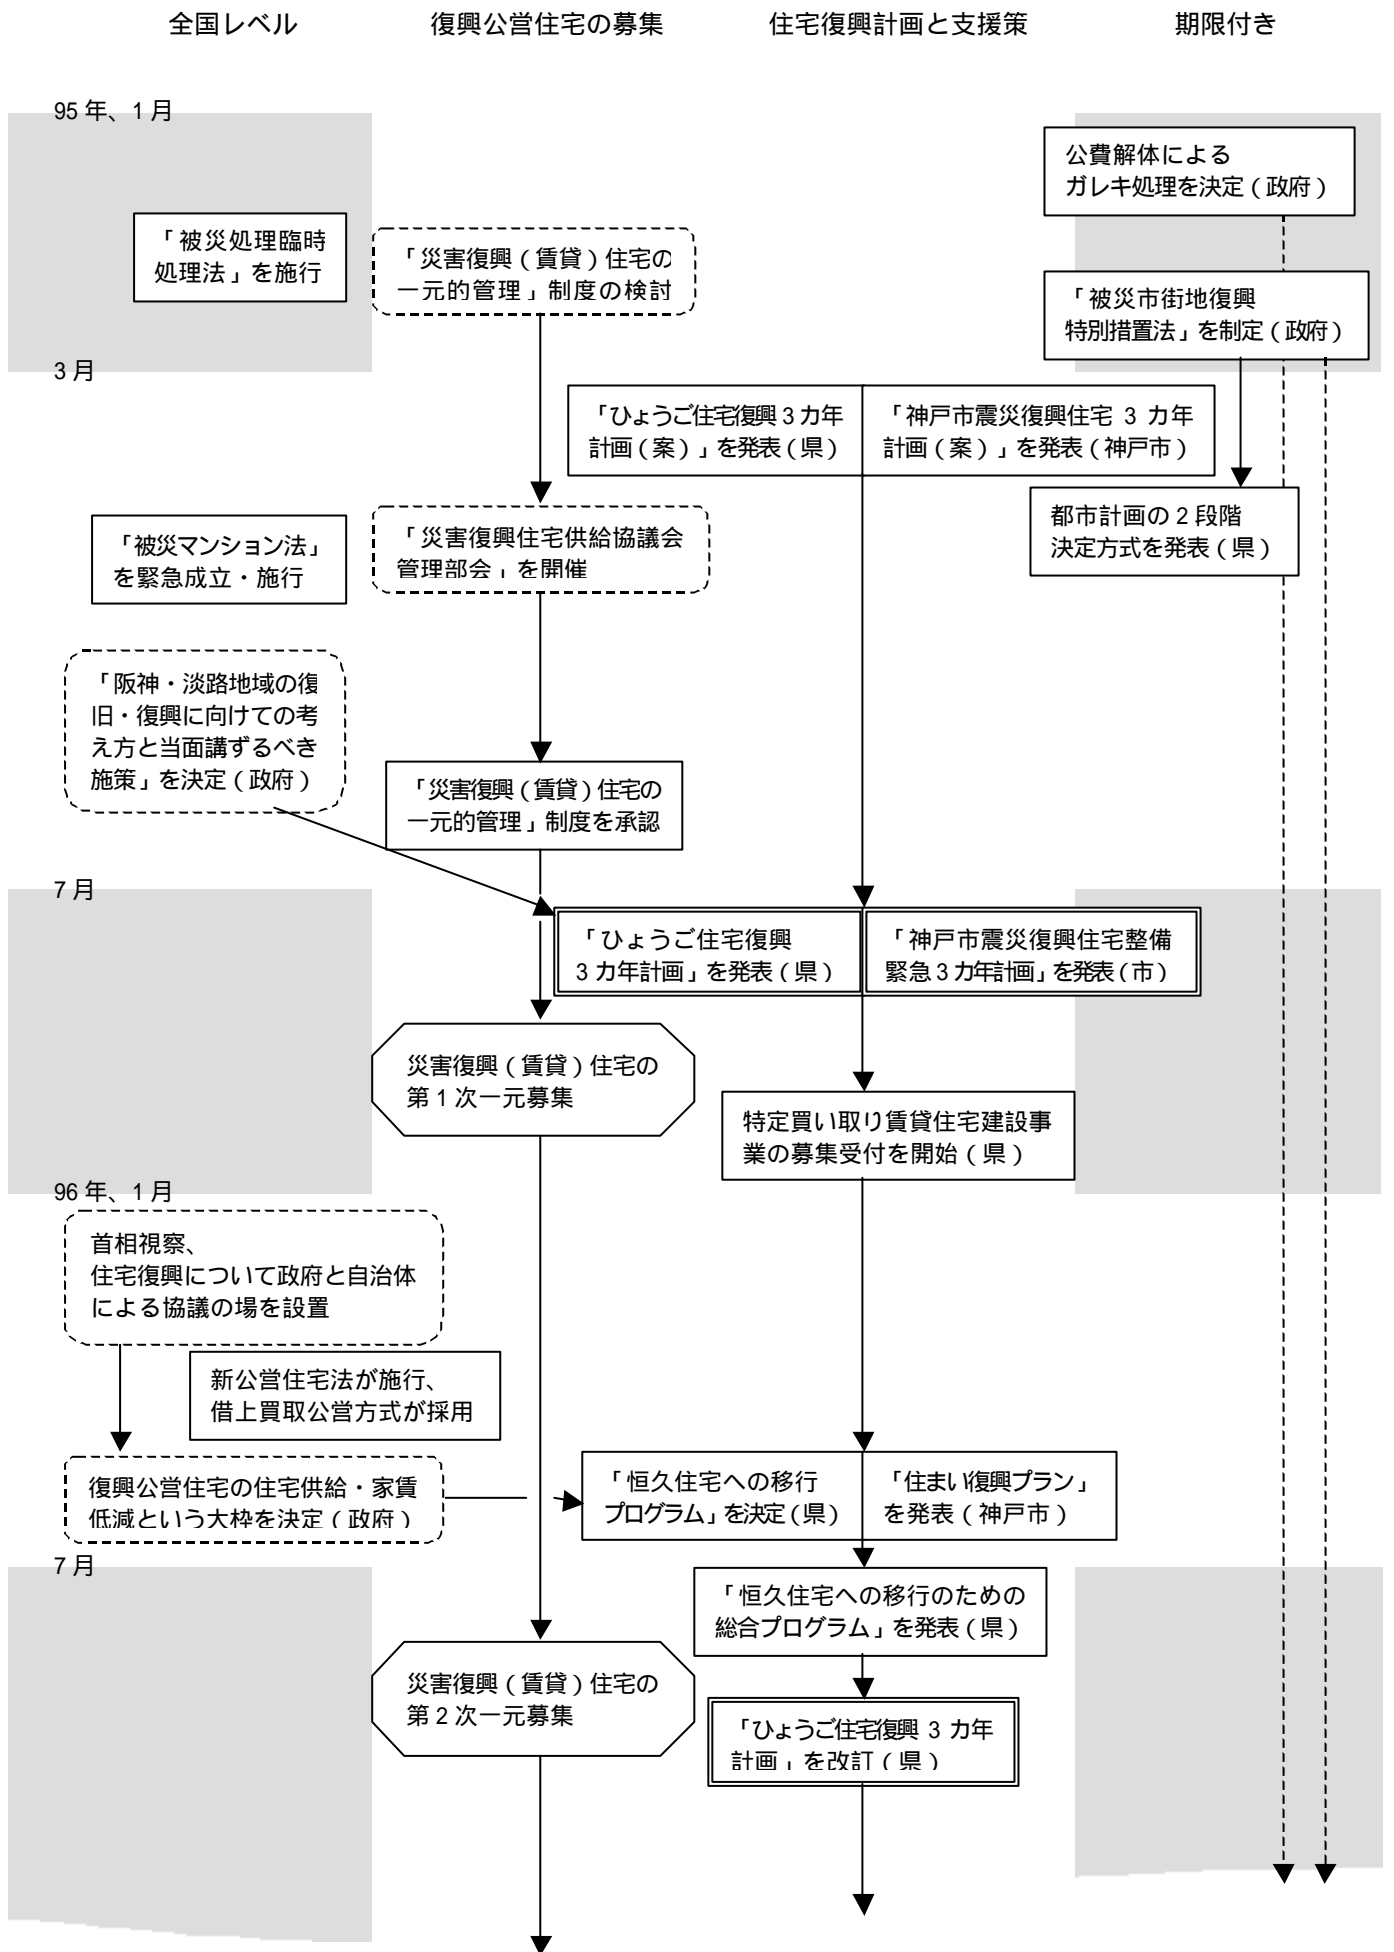 全国レベル
復興公営住宅の募集
住宅復興計画と支援策
期限付き
95年、1月
公費解体による
ガレキ処理を決定(政府)
「被災処理臨時
処理法」を施行
「災害復興(賃貸)住宅の
一元的管理」制度の検討
「被災市街地復興
特別措置法」を制定(政府)
3月
「ひょうご住宅復興3カ年
計画(案)」を発表(県)
「神戸市震災復興住宅 3 カ年
計画(案)」を発表(神戸市)
「被災マンション法」
を緊急成立・施行
「災害復興住宅供給協議会
管理部会」を開催
都市計画の2段階
決定方式を発表(県)
「阪神・淡路地域の復
旧・復興に向けての考
え方と当面講ずるべき
施策」を決定(政府)
「災害復興(賃貸)住宅の
一元的管理」制度を承認
7月
「ひょうご住宅復興
3カ年計画」を発表(県)
「神戸市震災復興住宅整備
緊急3カ年計画」を発表(市)
災害復興(賃貸)住宅の
第1次一元募集
特定買い取り賃貸住宅建設事
業の募集受付を開始(県)
96年、1月
首相視察、
住宅復興について政府と自治体
による協議の場を設置
新公営住宅法が施行、
借上買取公営方式が採用
復興公営住宅の住宅供給・家賃
低減という大枠を決定(政府)
「恒久住宅への移行
プログラム」を決定(県)
「住まい復興プラン」
を発表(神戸市)
7月
「恒久住宅への移行のための
総合プログラム」を発表(県)
災害復興(賃貸)住宅の
第2次一元募集
「ひょうご住宅復興 3 カ年
計画」を改訂(県)